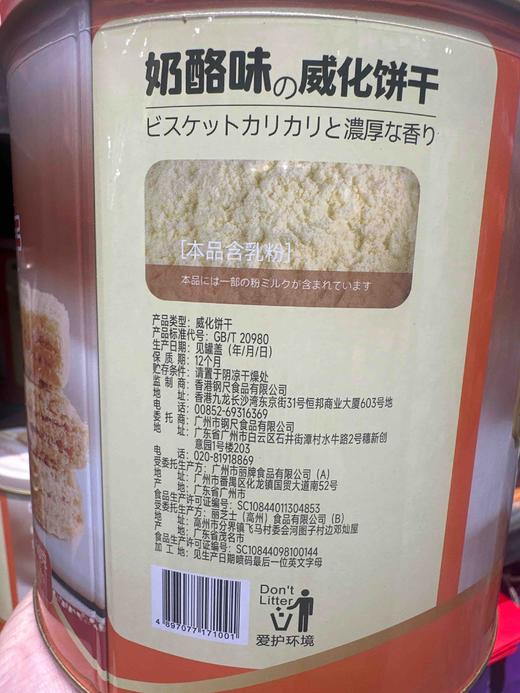 奶酪味の威化饼干
ビスケットカリカリと濃厚な香り
[本品含乳粉]
本品には一部の粉ミルクが含まれています
产品类型：威化饼干
产品标准代号：GB/T 20980
生产日期：见罐盖（年/月/日）
保质期：12个月
贮存条件：请置于阴凉干燥处
监制商：香港钢尺食品有限公司
地址：香港九龙长沙湾东京街31号恒邦商业大厦603号地
电话：00852-69316369
委托商：广州市钢尺食品有限公司
地址：广东省广州市白云区石井街潭村水牛路2号穗新创
意园1号楼203
电话：020-81918869
受委托生产方：广州市丽牌食品有限公司（A）
地址：广州市番禺区化龙镇国贸大道南52号
产地：广东省广州市
食品生产许可证编号：SC10844011304853
受委托生产方：丽芝士（高州）食品有限公司（B）
地址：高州市分界镇飞马村委会河图子村边邓灿屋
产地：广东省茂名市
食品生产许可证编号：SC10844098100144
加工：见生产日期喷码最后一位英文字母
4 897077 171001
Don't
Litter
爱护环境